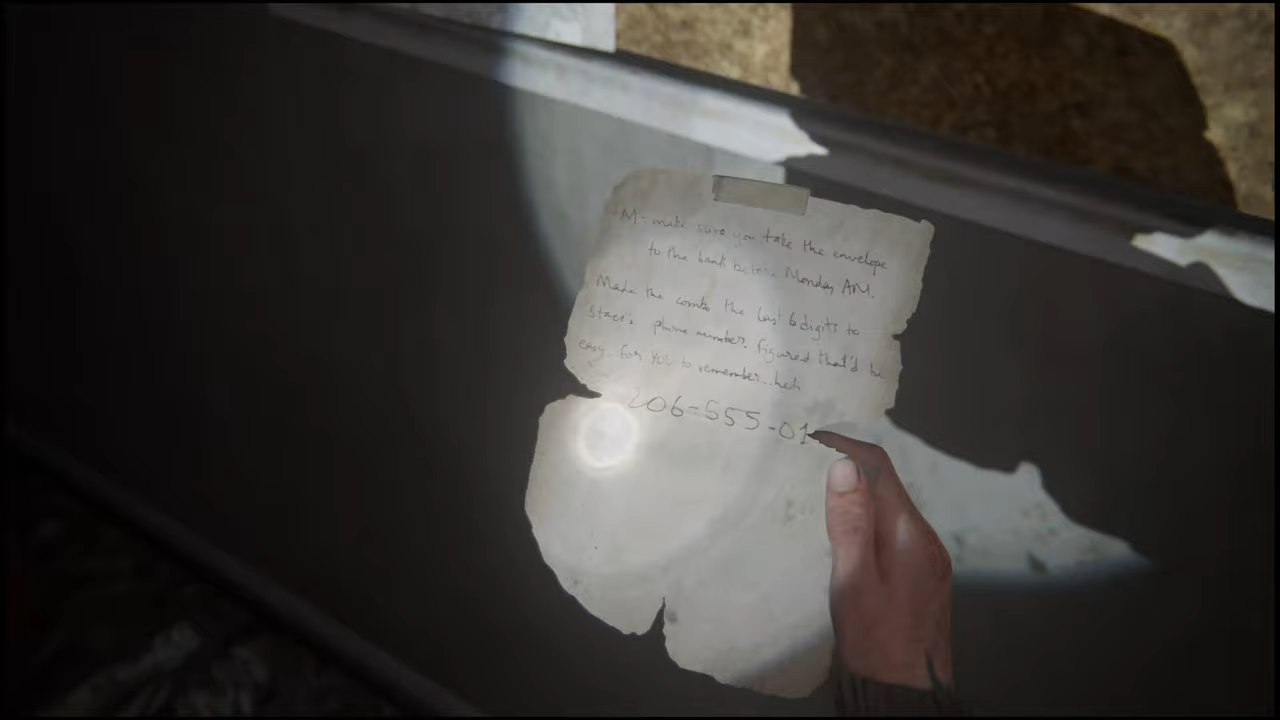 M- make sure you take the envelope
to the bank before Monday AM.
Made the combo the last 6 digits to
Staci's phone number. Figured that'd be
easy for you to remember...heh
206-555-01